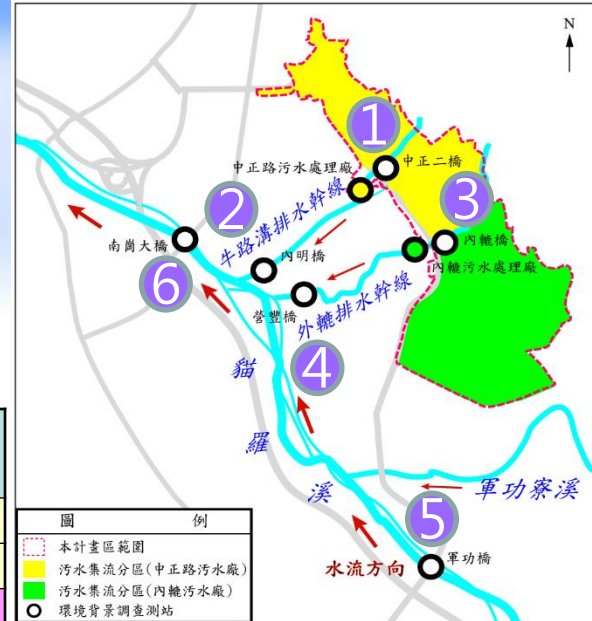 N
1
中正路污水處理廠
中正二橋
3
2
牛路溝排水幹線
內轆橋
南崗大橋
內明橋
內轆污水處理廠
6
營豐橋
外轆排水幹線
4
貓羅溪
軍功寮溪
5
水流方向
軍功橋
圖例
本計畫區範圍
污水集流分區(中正路污水廠)
污水集流分區(內轆污水廠)
環境背景調查測站